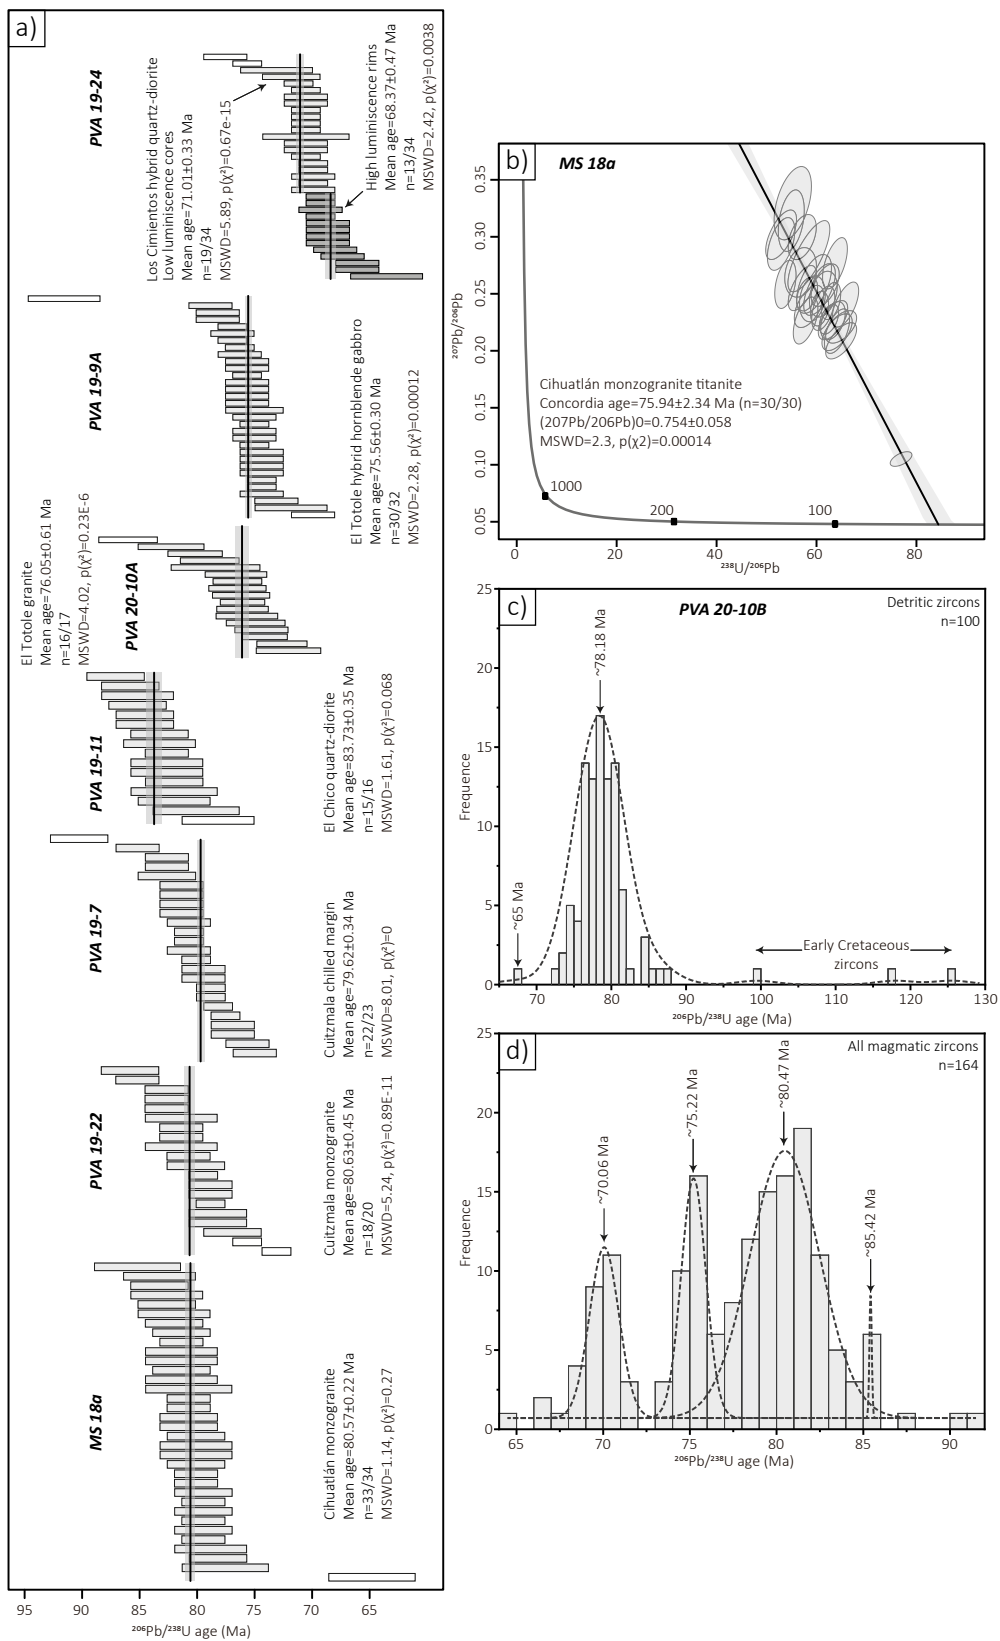 a)
PVA 19-24
Los Cimientos hybrid quartz-diorite
Low luminiscence cores
Mean age=71.01±0.33 Ma
n=19/34
MSWD=5.89, p(χ²)=0.67e-15
High luminiscence rims
Mean age=68.37±0.47 Ma
n=13/34
MSWD=2.42, p(χ²)=0.0038
PVA 19-9A
El Totole hybrid hornblende gabbro
Mean age=75.56±0.30 Ma
n=30/32
MSWD=2.28, p(χ²)=0.00012
El Totole granite
Mean age=76.05±0.61 Ma
n=16/17
MSWD=4.02, p(χ²)=0.23E-6
PVA 20-10A
PVA 19-11
El Chico quartz-diorite
Mean age=83.73±0.35 Ma
n=15/16
MSWD=1.61, p(χ²)=0.068
PVA 19-7
Cuitzmala chilled margin
Mean age=79.62±0.34 Ma
n=22/23
MSWD=8.01, p(χ²)=0
PVA 19-22
Cuitzmala monzogranite
Mean age=80.63±0.45 Ma
n=18/20
MSWD=5.24, p(χ²)=0.89E-11
MS 18a
Cihuatlán monzogranite
Mean age=80.57±0.22 Ma
n=33/34
MSWD=1.14, p(χ²)=0.27
95 90 85 80 75 70 65
²⁰⁶Pb/²³⁸U age (Ma)
b)
MS 18a
0.35
0.30
0.25
0.20
0.15
0.10
0.05
²⁰⁷Pb/²⁰⁶Pb
Cihuatlán monzogranite titanite
Concordia age=75.94±2.34 Ma (n=30/30)
(207Pb/206Pb)0=0.754±0.058
MSWD=2.3, p(χ2)=0.00014
1000
200
100
0 20 40 60 80
²³⁸U/²⁰⁶Pb
c)
PVA 20-10B
Detritic zircons
n=100
25
20
15
10
5
0
Frequence
~78.18 Ma
~65 Ma
Early Cretaceous
zircons
70 80 90 100 110 120 130
²⁰⁶Pb/²³⁸U age (Ma)
d)
All magmatic zircons
n=164
25
20
15
10
5
0
Frequence
~70.06 Ma
~75.22 Ma
~80.47 Ma
~85.42 Ma
65 70 75 80 85 90
²⁰⁶Pb/²³⁸U age (Ma)